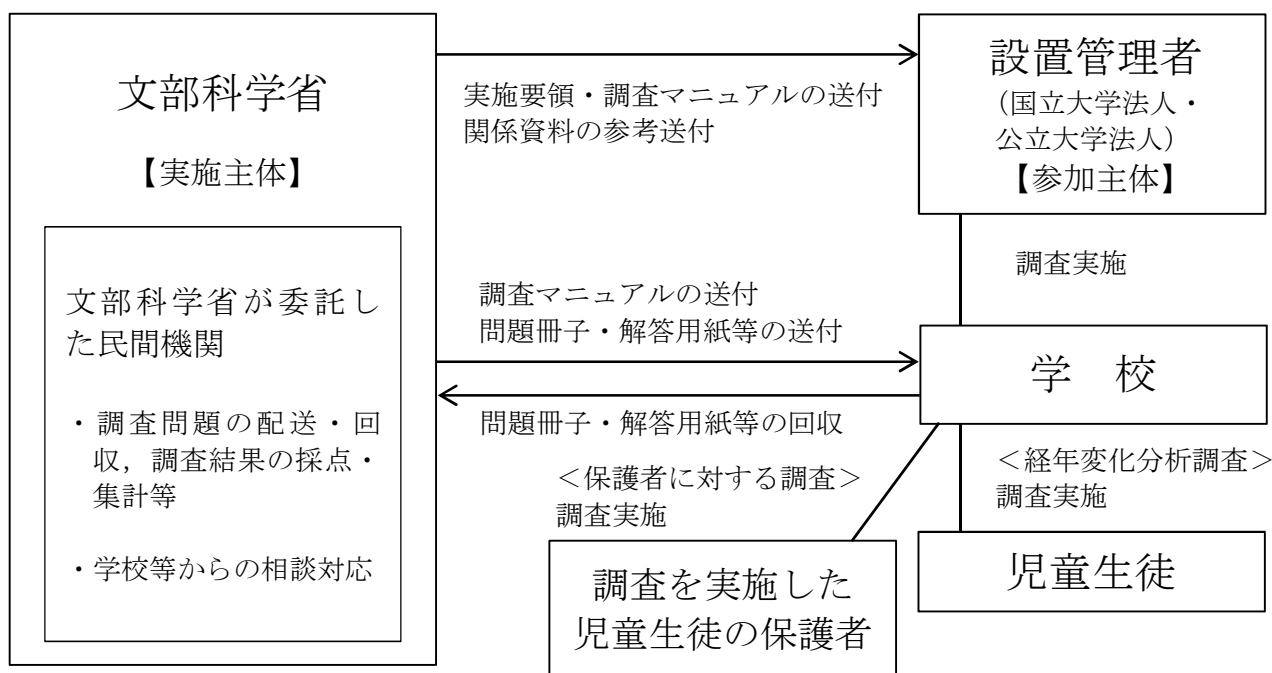 文部科学省
【実施主体】
文部科学省が委託し
た民間機関
・調査問題の配送・回
収，調査結果の採点・
集計等
・学校等からの相談対応
実施要領・調査マニュアルの送付
関係資料の参考送付
設置管理者
（国立大学法人・
公立大学法人）
【参加主体】
調査実施
調査マニュアルの送付
問題冊子・解答用紙等の送付
学　校
問題冊子・解答用紙等の回収
＜保護者に対する調査＞
調査実施
＜経年変化分析調査＞
調査実施
調査を実施した
児童生徒の保護者
児童生徒